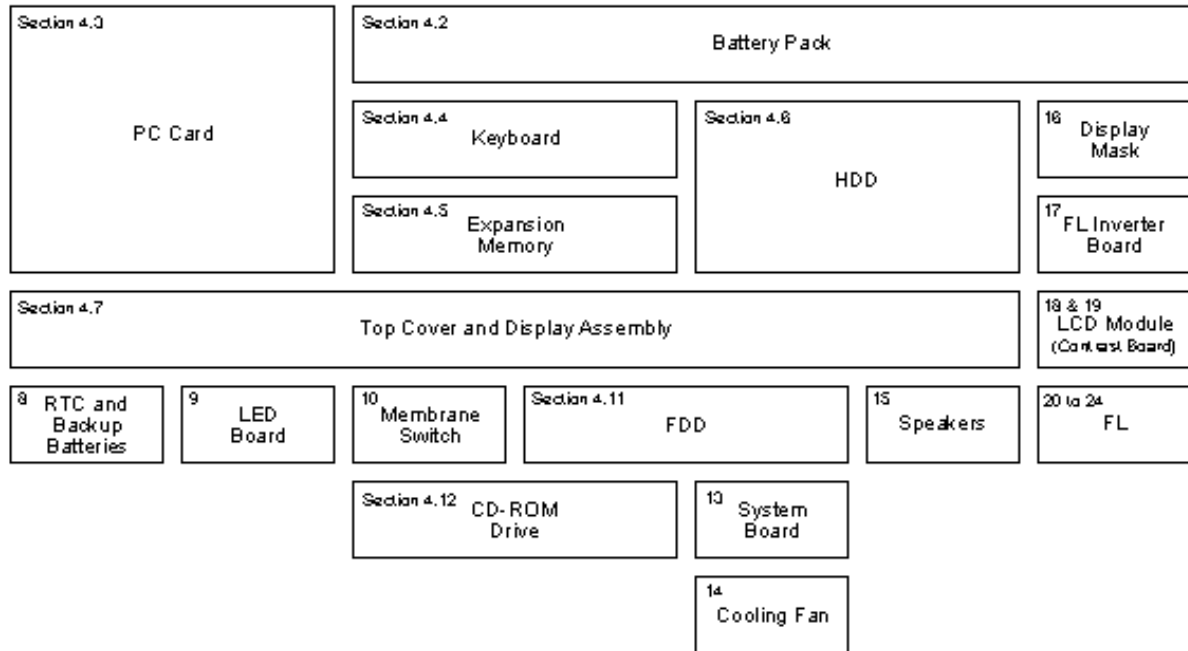 Section 4.3
PC Card
Section 4.2
Battery Pack
Section 4.4
Keyboard
Section 4.6
HDD
16
Display
Mask
Section 4.5
Expansion
Memory
17
FL Inverter
Board
Section 4.7
Top Cover and Display Assembly
18 & 19
LCD Module
(Contrast Board)
8
RTC and
Backup
Batteries
9
LED
Board
10
Membrane
Switch
Section 4.11
FDD
15
Speakers
20 to 24
FL
Section 4.12
CD-ROM
Drive
13
System
Board
14
Cooling Fan